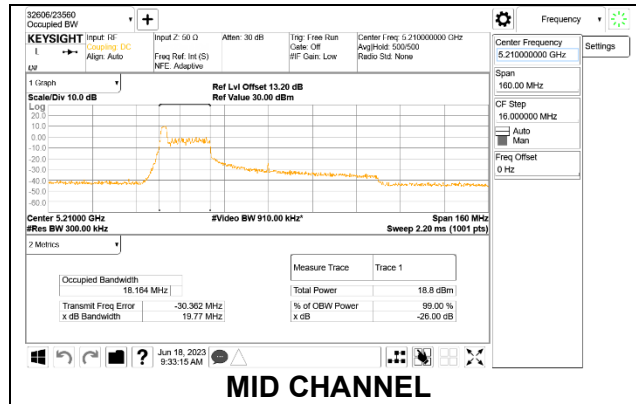 32606/23560
Occupied BW
Frequency
KEYSIGHT
Input: RF
Coupling: DC
Align: Auto
Input Z: 50 Ω
Freq Ref: Int (S)
NFE: Adaptive
Atten: 30 dB
Trig: Free Run
Gate: Off
#IF Gain: Low
Center Freq: 5.210000000 GHz
Avg|Hold: 500/500
Radio Std: None
L
Center Frequency
5.210000000 GHz
Settings
Span
160.00 MHz
CF Step
16.000000 MHz
Auto
Man
Freq Offset
0 Hz
1 Graph
Scale/Div 10.0 dB
Ref Lvl Offset 13.20 dB
Ref Value 30.00 dBm
Log
20.0
10.0
0.00
-10.0
-20.0
-30.0
-40.0
-50.0
-60.0
Center 5.21000 GHz
#Res BW 300.00 kHz
#Video BW 910.00 kHz*
Span 160 MHz
Sweep 2.20 ms (1001 pts)
2 Metrics
Measure Trace Trace 1
Occupied Bandwidth
18.164 MHz
Total Power 18.8 dBm
Transmit Freq Error -30.362 MHz
% of OBW Power 99.00 %
x dB Bandwidth 19.77 MHz
x dB -26.00 dB
?
Jun 18, 2023
9:33:15 AM
MID CHANNEL